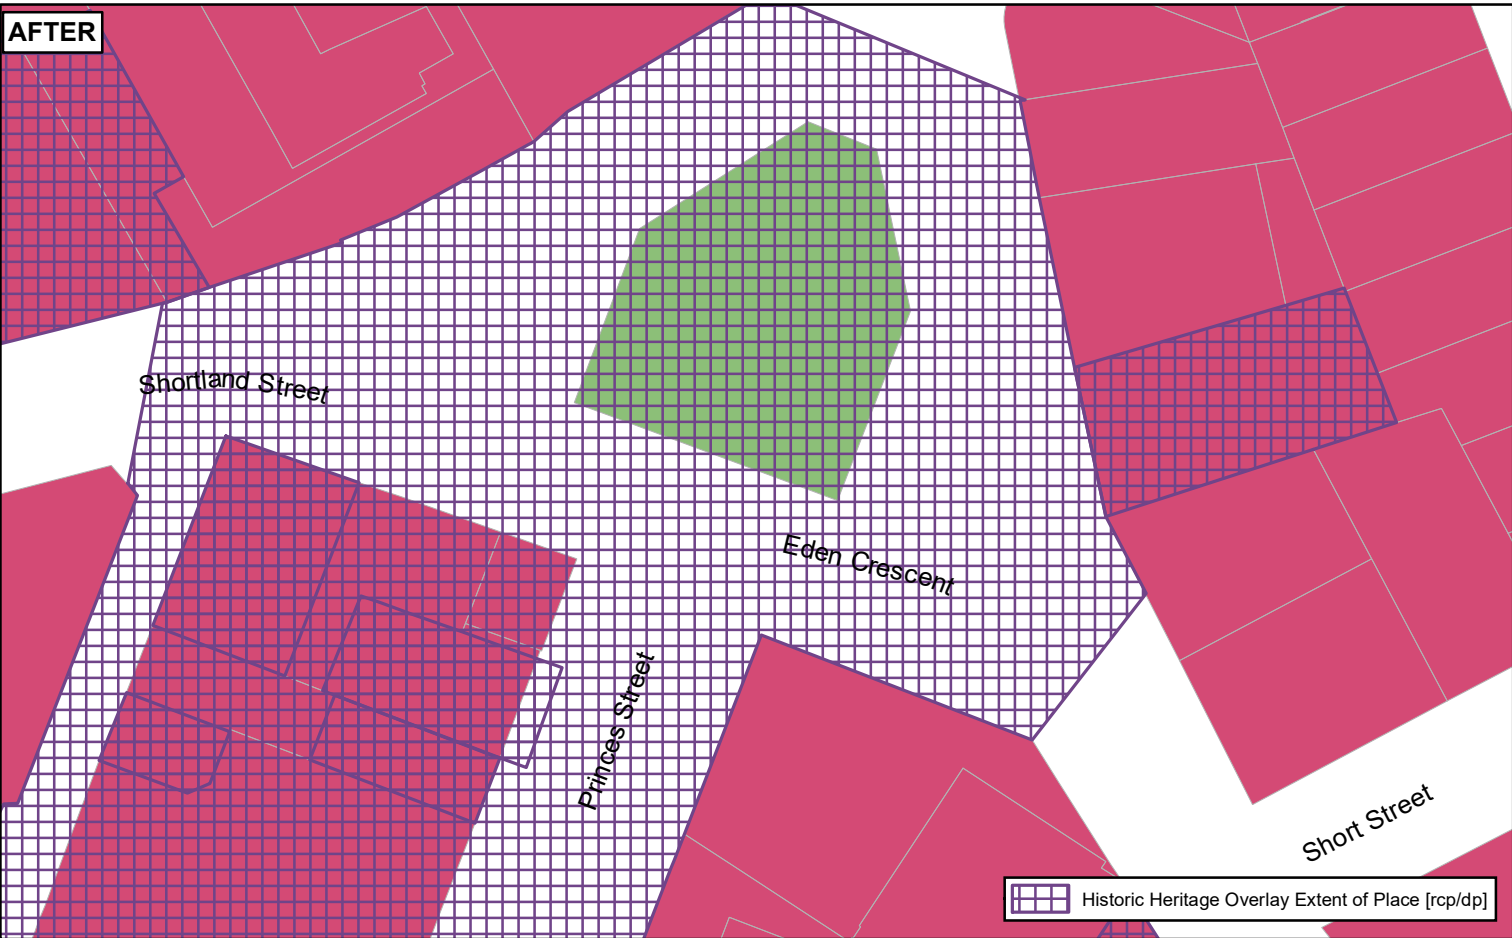 AFTER
Shortland Street
Eden Crescent
Princes Street
Short Street
Historic Heritage Overlay Extent of Place [rcp/dp]